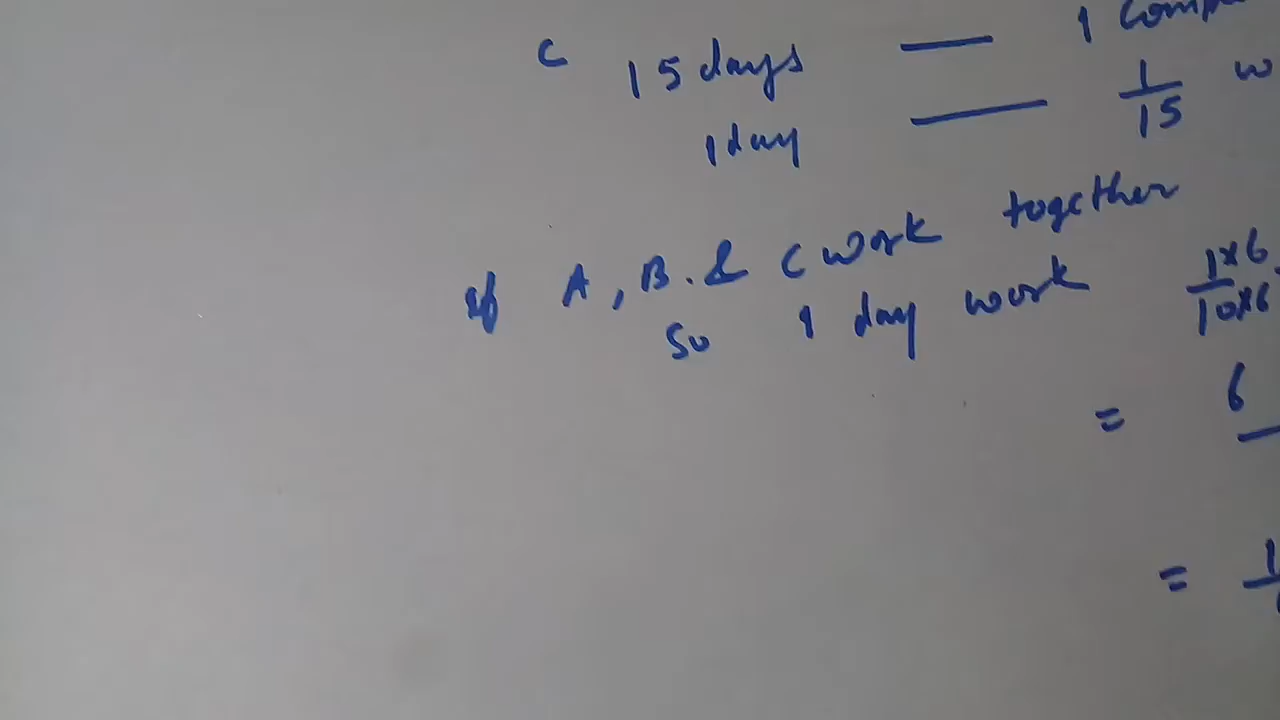 C 15 days — 1 Comp
1 day — 1/15 w
if A, B. & C work together
So 1 day work 1×6/10×6
= 6
= 1